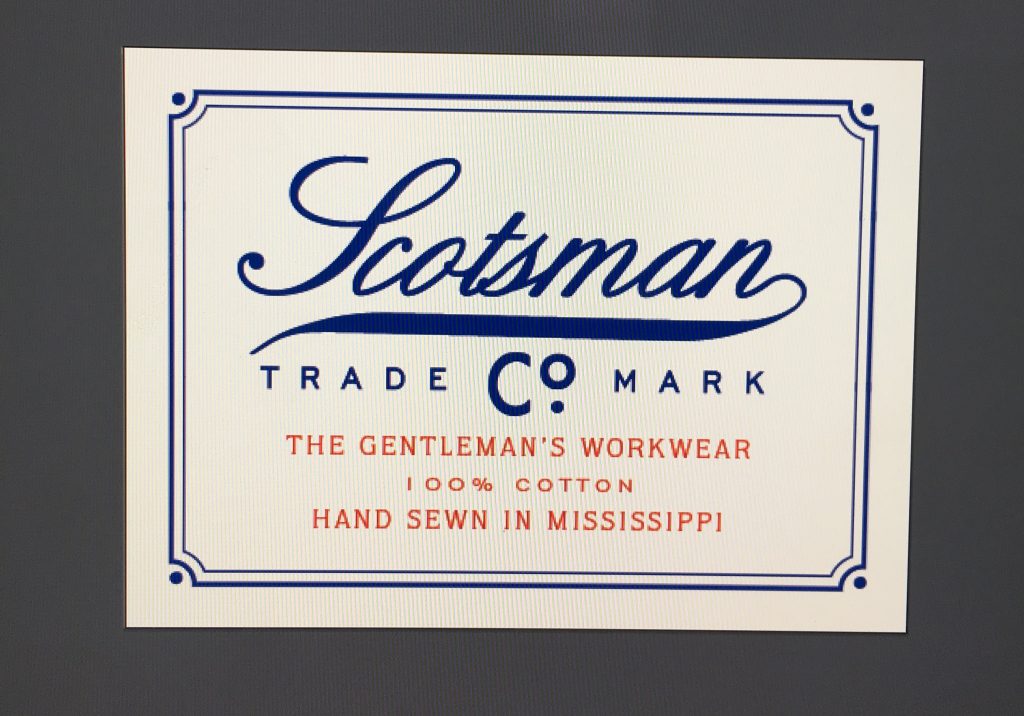 Scotsman
TRADE Cº MARK
THE GENTLEMAN'S WORKWEAR
100% COTTON
HAND SEWN IN MISSISSIPPI